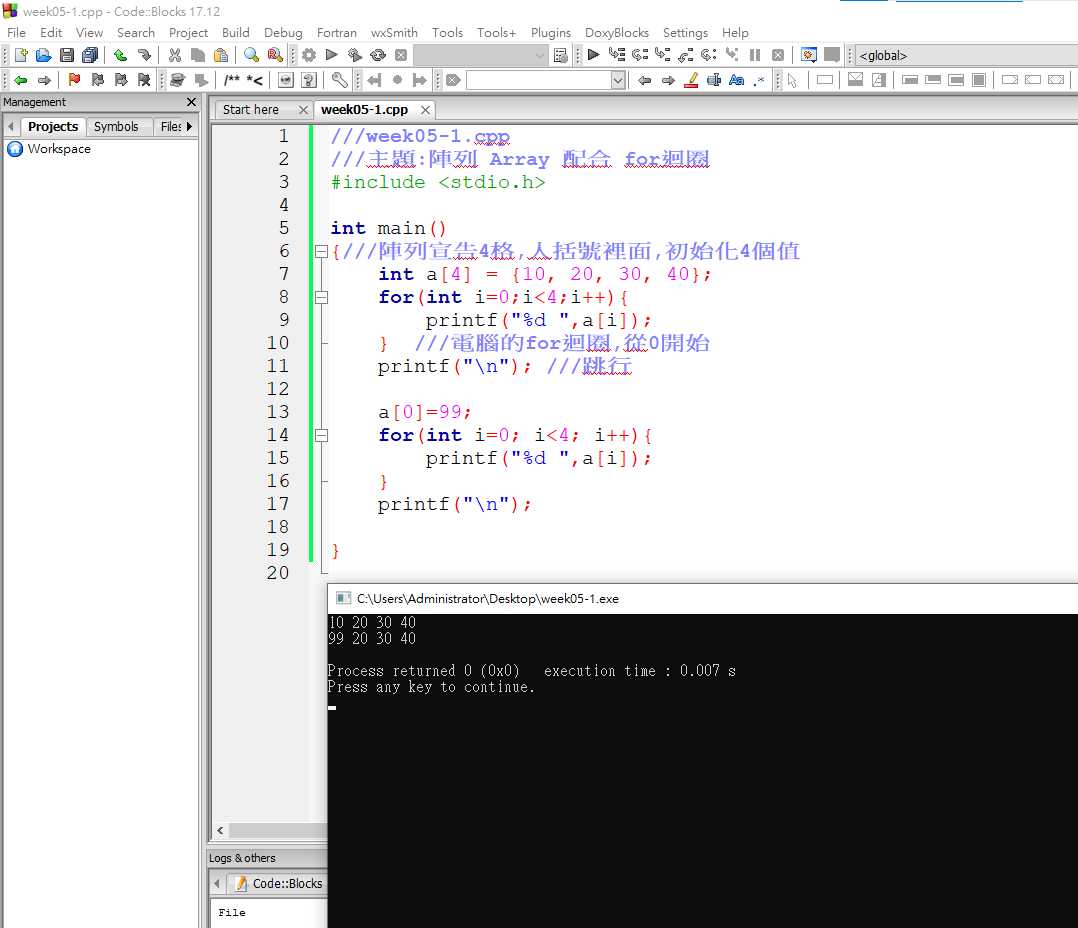 week05-1.cpp - Code::Blocks 17.12
File Edit View Search Project Build Debug Fortran wxSmith Tools Tools+ Plugins DoxyBlocks Settings Help
<global>
/** *<
Aa .*
Management
Projects Symbols Files
Workspace
Start here week05-1.cpp
1 ///week05-1.cpp
2 ///主題:陣列 Array 配合 for迴圈
3 #include <stdio.h>
4
5 int main()
6 {///陣列宣告4格,人括號裡面,初始化4個值
7 int a[4] = {10, 20, 30, 40};
8 for(int i=0;i<4;i++){
9 printf("%d ",a[i]);
10 } ///電腦的for迴圈,從0開始
11 printf("\n"); ///跳行
12
13 a[0]=99;
14 for(int i=0; i<4; i++){
15 printf("%d ",a[i]);
16 }
17 printf("\n");
18
19 }
20
C:\Users\Administrator\Desktop\week05-1.exe
10 20 30 40
99 20 30 40
Process returned 0 (0x0) execution time : 0.007 s
Press any key to continue.
Logs & others
Code::Blocks
File